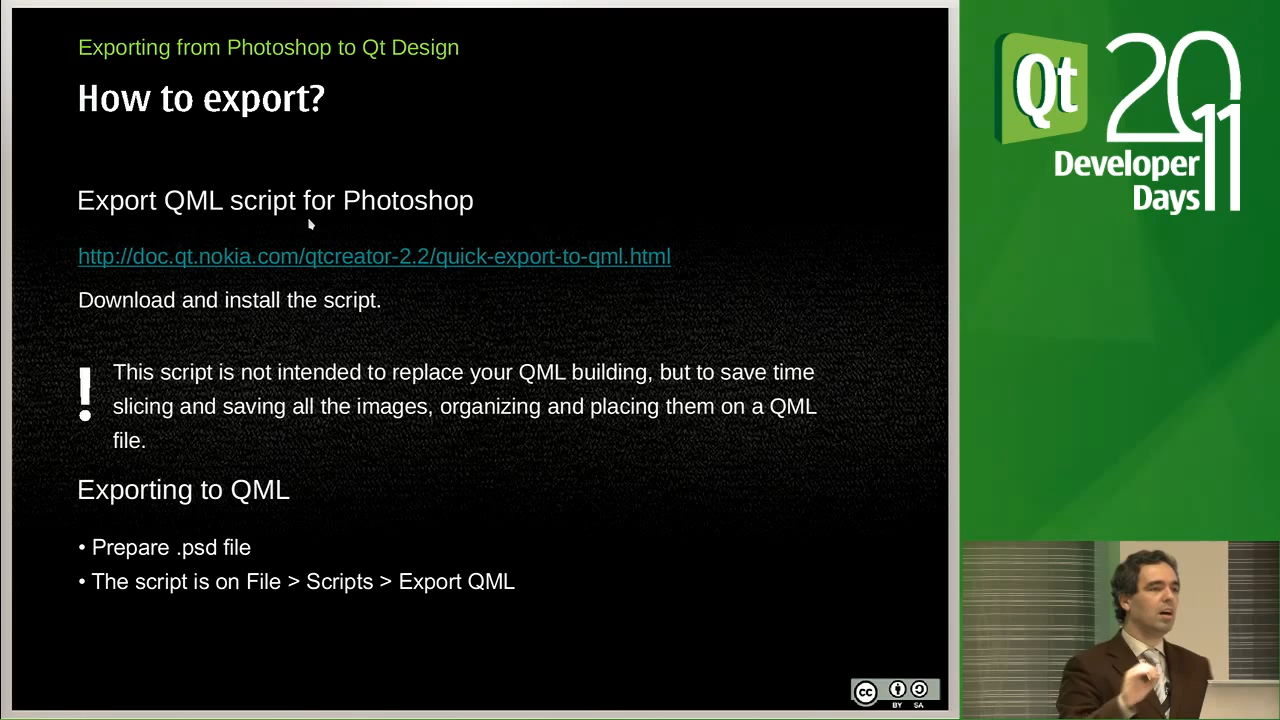 Exporting from Photoshop to Qt Design
How to export?
Export QML script for Photoshop
http://doc.qt.nokia.com/qtcreator-2.2/quick-export-to-qml.html
Download and install the script.
! This script is not intended to replace your QML building, but to save time
slicing and saving all the images, organizing and placing them on a QML
file.
Exporting to QML
• Prepare .psd file
• The script is on File > Scripts > Export QML
cc BY SA
Qt 2011
Developer
Days